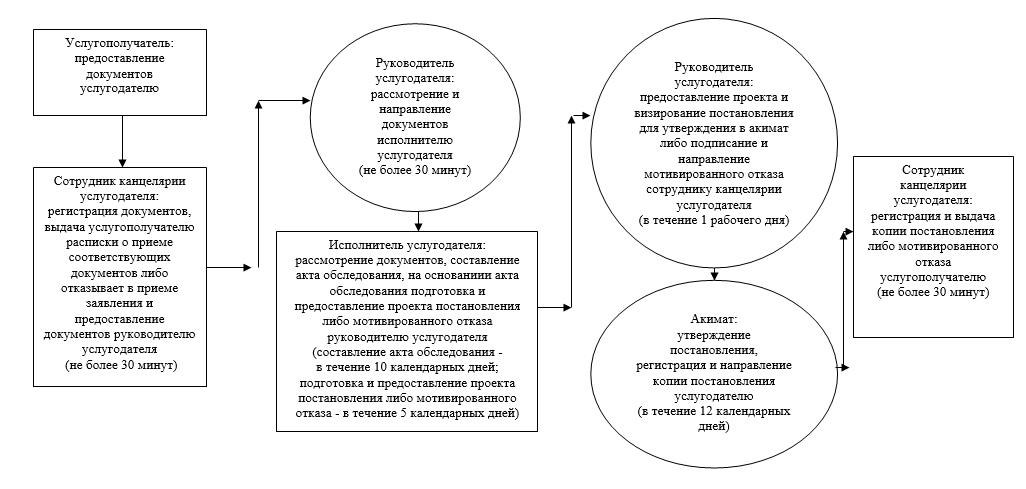 Услугополучатель:
предоставление
документов
услугодателю
Сотрудник канцелярии
услугодателя:
регистрация документов,
выдача услугополучателю
расписки о приеме
соответствующих
документов либо
отказывает в приеме
заявления и
предоставление
документов руководителю
услугодателя
(не более 30 минут)
Руководитель
услугодателя:
рассмотрение и
направление
документов
исполнителю
услугодателя
(не более 30 минут)
Исполнитель услугодателя:
рассмотрение документов, составление
акта обследования, на основаниии акта
обследования подготовка и
предоставление проекта постановления
либо мотивированного отказа
руководителю услугодателя
(составление акта обследования -
в течение 10 календарных дней;
подготовка и предоставление проекта
постановления либо мотивированного
отказа - в течение 5 календарных дней)
Руководитель
услугодателя:
предоставление проекта и
визирование постановления
для утверждения в акимат
либо подписание и
направление
мотивированного отказа
сотруднику канцелярии
услугодателя
(в течение 1 рабочего дня)
Акимат:
утверждение
постановления,
регистрация и направление
копии постановления
услугодателю
(в течение 12 календарных
дней)
Сотрудник
канцелярии
услугодателя:
регистрация и выдача
копии постановления
либо мотивированного
отказа
услугополучателю
(не более 30 минут)